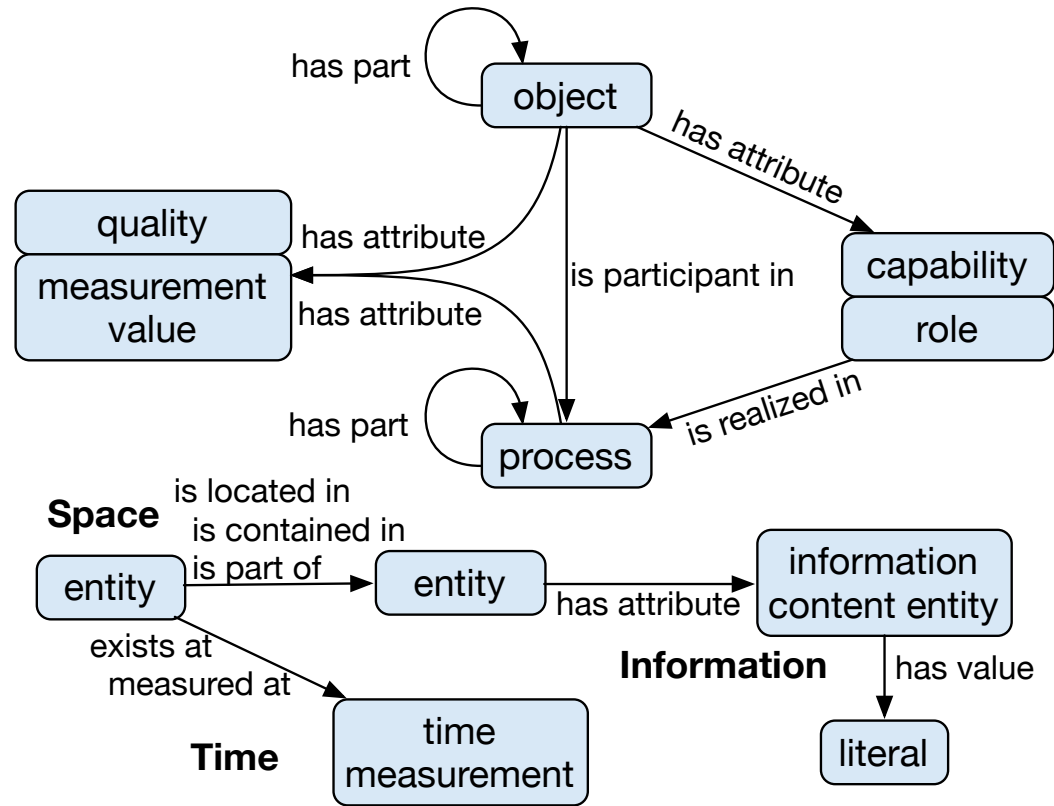 has part
object
has attribute
quality
has attribute
measurement
value
is participant in
capability
has attribute
role
has part
is realized in
process
is located in
Space
is contained in
is part of
entity
entity
information
content entity
has attribute
exists at
measured at
Information
has value
time
measurement
Time
literal